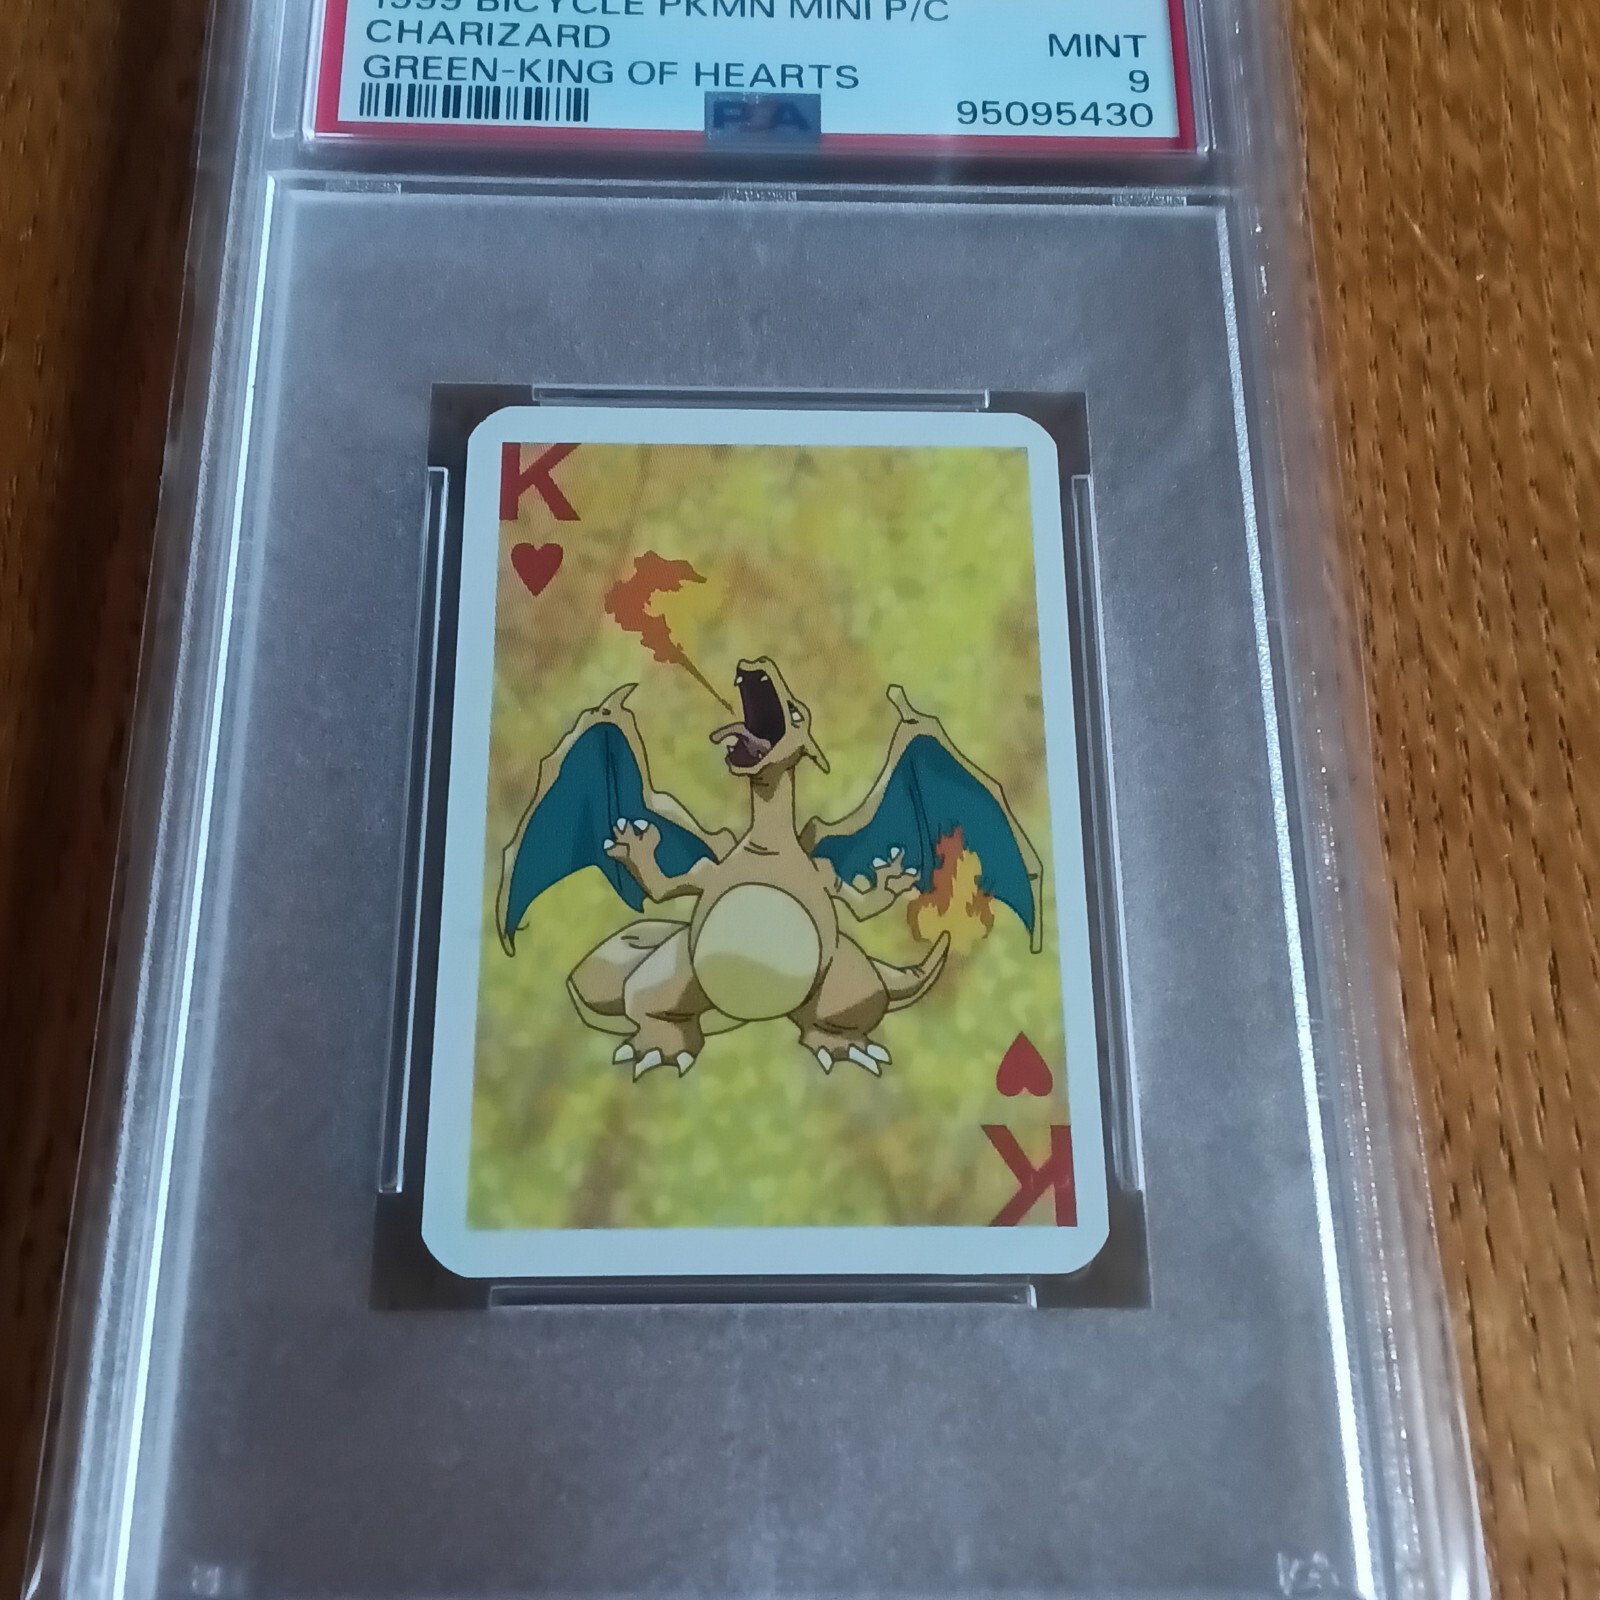 1999 BICYCLE PKMN MINI P/C
CHARIZARD
MINT
GREEN-KING OF HEARTS
9
PSA
95095430
K
K